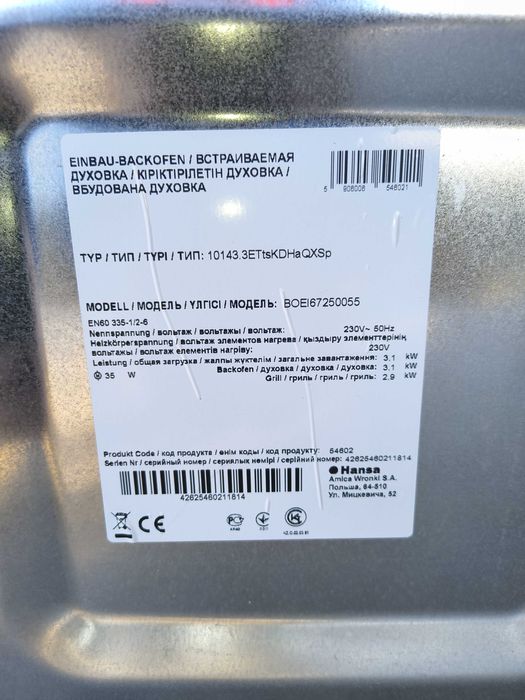 EINBAU-BACKOFEN / ВСТРАИВАЕМАЯ
ДУХОВКА / КІРІКТІРІЛЕТІН ДУХОВКА /
ВБУДОВАНА ДУХОВКА
5 906006 546021
TYP / ТИП / ТYPI / ТИП: 10143.3ETtsKDHaQXSp
MODELL / МОДЕЛЬ / ҮЛГІСІ / МОДЕЛЬ: BOEI67250055
EN60 335-1/2-6
Nennspannung / вольтаж / вольтажы / вольтаж: 230V~ 50Hz
Heizkörperspannung / вольтаж элементов нагрева / қыздыру элементтерінің
вольтажы / вольтаж елементів нагріву: 230V
Leistung / общая загрузка / жалпы жүктелім / загальне завантаження: 3.1 kW
Backofen / духовка / духовка / духовка: 3.1 kW
35 W
Grill / гриль / гриль / гриль: 2.9 kW
Produkt Code / код продукта / өнім коды / код продукту: 54602
Serien Nr / серийный номер / сериялық нөмірі / серійний номер: 42625460211814
42625460211814
Hansa
Amica Wronki S.A.
Польша, 64-510
Ул. Мицкевича, 52
CE